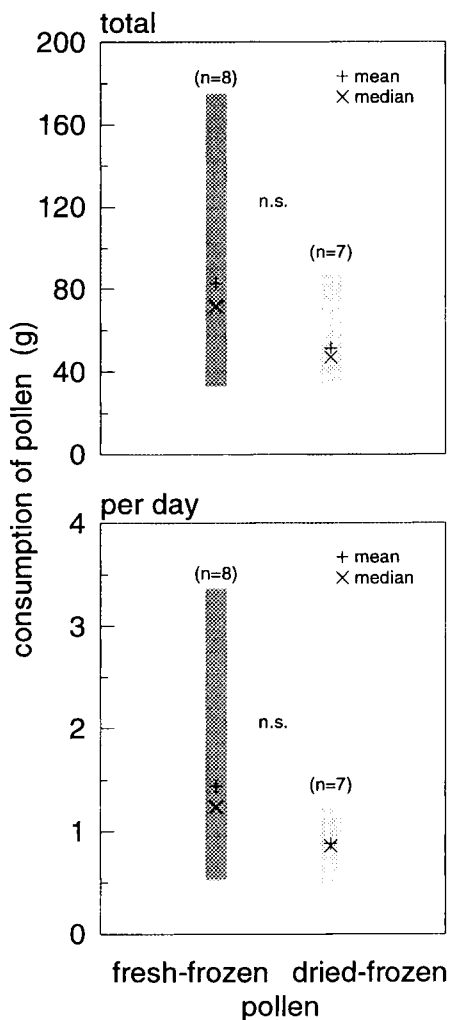 total
200
160
120
80
40
0
(n=8)
+ mean
× median
n.s.
(n=7)
consumption of pollen (g)
per day
4
3
2
1
0
(n=8)
+ mean
× median
n.s.
(n=7)
fresh-frozen dried-frozen
pollen